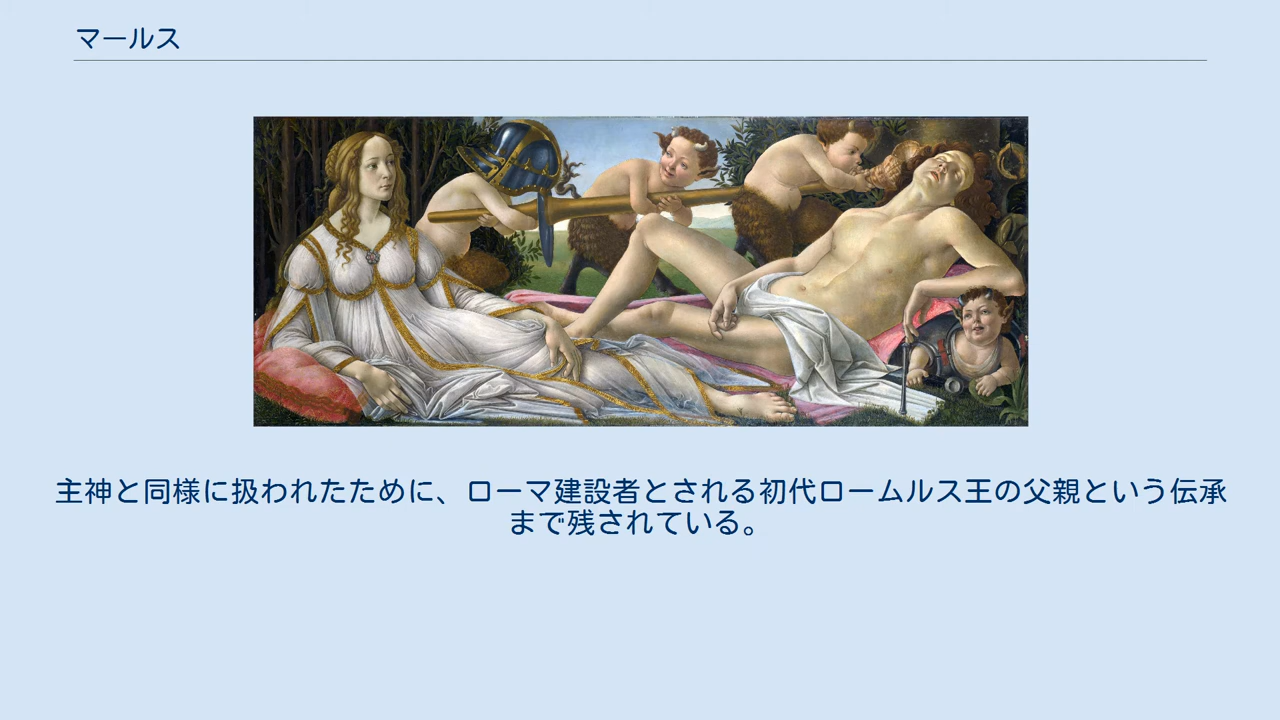 マールス
主神と同様に扱われたために、ローマ建設者とされる初代ロームルス王の父親という伝承
まで残されている。